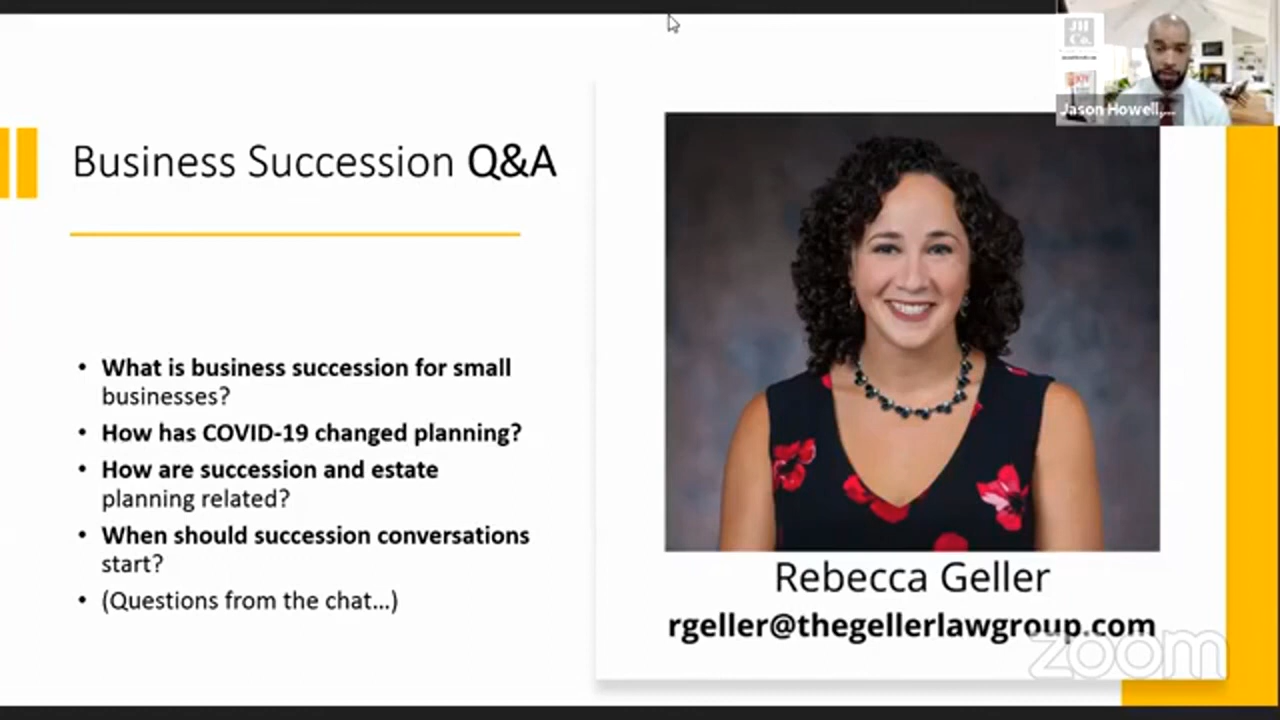 Business Succession Q&A
• What is business succession for small
businesses?
• How has COVID-19 changed planning?
• How are succession and estate
planning related?
• When should succession conversations
start?
• (Questions from the chat...)
JH
Co.
Jason Howell,...
Rebecca Geller
rgeller@thegellerlawgroup.com
zoom